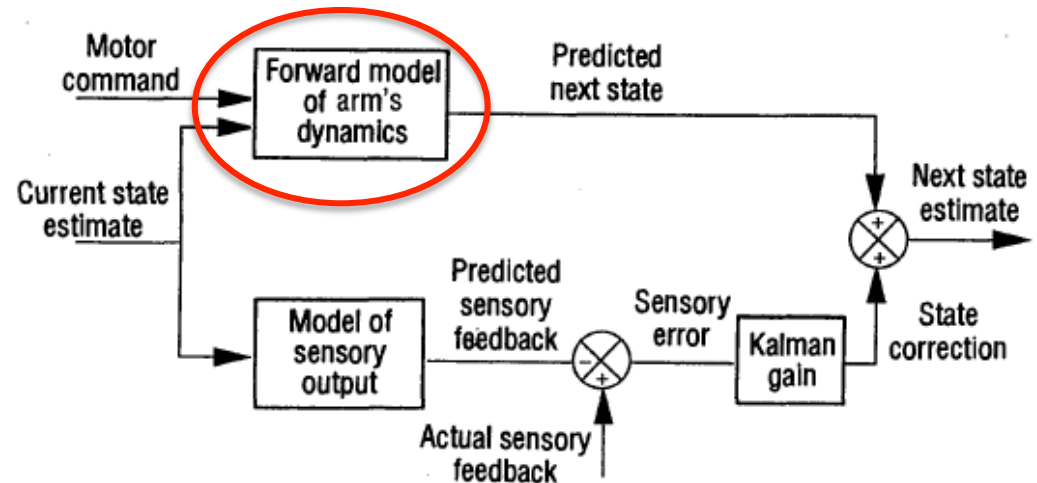 Motor
command
Forward model
of arm's
dynamics
Predicted
next state
Current state
estimate
Next state
estimate
+
+
Model of
sensory
output
Predicted
sensory
feedback
-
+
Sensory
error
Kalman
gain
State
correction
Actual sensory
feedback